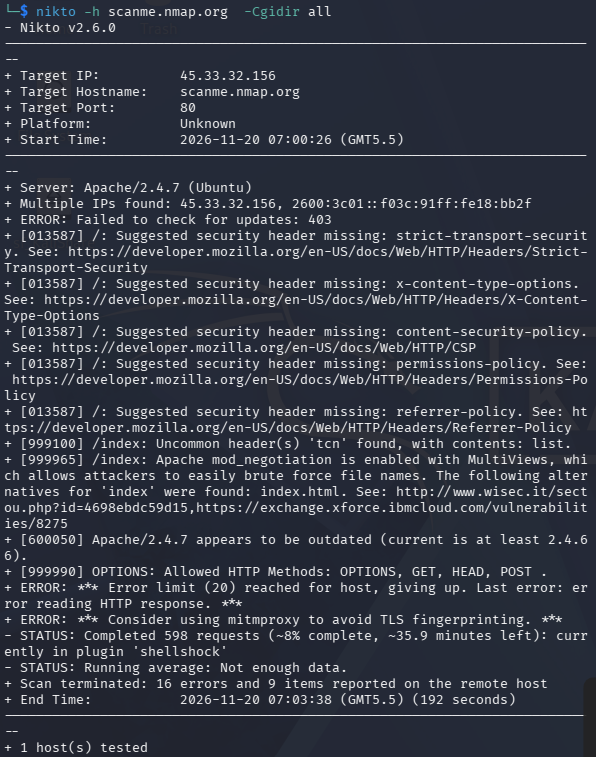 └─$ nikto -h scanme.nmap.org  -Cgidir all
- Nikto v2.6.0
--
+ Target IP:          45.33.32.156
+ Target Hostname:    scanme.nmap.org
+ Target Port:        80
+ Platform:           Unknown
+ Start Time:         2026-11-20 07:00:26 (GMT5.5)
--
+ Server: Apache/2.4.7 (Ubuntu)
+ Multiple IPs found: 45.33.32.156, 2600:3c01::f03c:91ff:fe18:bb2f
+ ERROR: Failed to check for updates: 403
+ [013587] /: Suggested security header missing: strict-transport-securit
y. See: https://developer.mozilla.org/en-US/docs/Web/HTTP/Headers/Strict-
Transport-Security
+ [013587] /: Suggested security header missing: x-content-type-options.
See: https://developer.mozilla.org/en-US/docs/Web/HTTP/Headers/X-Content-
Type-Options
+ [013587] /: Suggested security header missing: content-security-policy.
 See: https://developer.mozilla.org/en-US/docs/Web/HTTP/CSP
+ [013587] /: Suggested security header missing: permissions-policy. See:
 https://developer.mozilla.org/en-US/docs/Web/HTTP/Headers/Permissions-Po
licy
+ [013587] /: Suggested security header missing: referrer-policy. See: ht
tps://developer.mozilla.org/en-US/docs/Web/HTTP/Headers/Referrer-Policy
+ [999100] /index: Uncommon header(s) 'tcn' found, with contents: list.
+ [999965] /index: Apache mod_negotiation is enabled with MultiViews, whi
ch allows attackers to easily brute force file names. The following alter
natives for 'index' were found: index.html. See: http://www.wisec.it/sect
ou.php?id=4698ebdc59d15,https://exchange.xforce.ibmcloud.com/vulnerabilit
ies/8275
+ [600050] Apache/2.4.7 appears to be outdated (current is at least 2.4.6
6).
+ [999990] OPTIONS: Allowed HTTP Methods: OPTIONS, GET, HEAD, POST .
+ ERROR: *** Error limit (20) reached for host, giving up. Last error: er
ror reading HTTP response. ***
+ ERROR: *** Consider using mitmproxy to avoid TLS fingerprinting. ***
- STATUS: Completed 598 requests (~8% complete, ~35.9 minutes left): curr
ently in plugin 'shellshock'
- STATUS: Running average: Not enough data.
+ Scan terminated: 16 errors and 9 items reported on the remote host
+ End Time:           2026-11-20 07:03:38 (GMT5.5) (192 seconds)
--
+ 1 host(s) tested